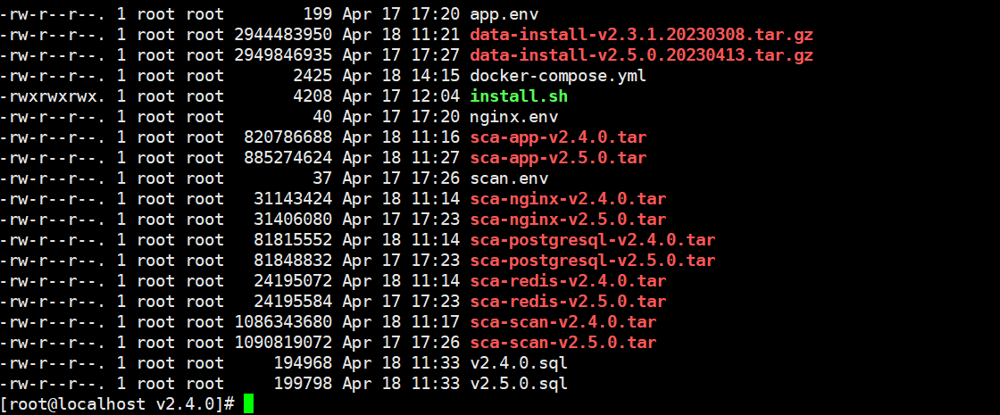 -rw-r--r--. 1 root root        199 Apr 17 17:20 app.env
-rw-r--r--. 1 root root 2944483950 Apr 18 11:21 data-install-v2.3.1.20230308.tar.gz
-rw-r--r--. 1 root root 2949846935 Apr 17 17:27 data-install-v2.5.0.20230413.tar.gz
-rw-r--r--. 1 root root       2425 Apr 18 14:15 docker-compose.yml
-rwxrwxrwx. 1 root root       4208 Apr 17 12:04 install.sh
-rw-r--r--. 1 root root         40 Apr 17 17:20 nginx.env
-rw-r--r--. 1 root root  820786688 Apr 18 11:16 sca-app-v2.4.0.tar
-rw-r--r--. 1 root root  885274624 Apr 18 11:27 sca-app-v2.5.0.tar
-rw-r--r--. 1 root root         37 Apr 17 17:26 scan.env
-rw-r--r--. 1 root root   31143424 Apr 18 11:14 sca-nginx-v2.4.0.tar
-rw-r--r--. 1 root root   31406080 Apr 17 17:23 sca-nginx-v2.5.0.tar
-rw-r--r--. 1 root root   81815552 Apr 18 11:14 sca-postgresql-v2.4.0.tar
-rw-r--r--. 1 root root   81848832 Apr 17 17:23 sca-postgresql-v2.5.0.tar
-rw-r--r--. 1 root root   24195072 Apr 18 11:14 sca-redis-v2.4.0.tar
-rw-r--r--. 1 root root   24195584 Apr 17 17:23 sca-redis-v2.5.0.tar
-rw-r--r--. 1 root root 1086343680 Apr 18 11:17 sca-scan-v2.4.0.tar
-rw-r--r--. 1 root root 1090819072 Apr 17 17:26 sca-scan-v2.5.0.tar
-rw-r--r--. 1 root root     194968 Apr 18 11:33 v2.4.0.sql
-rw-r--r--. 1 root root     199798 Apr 18 11:33 v2.5.0.sql
[root@localhost v2.4.0]#